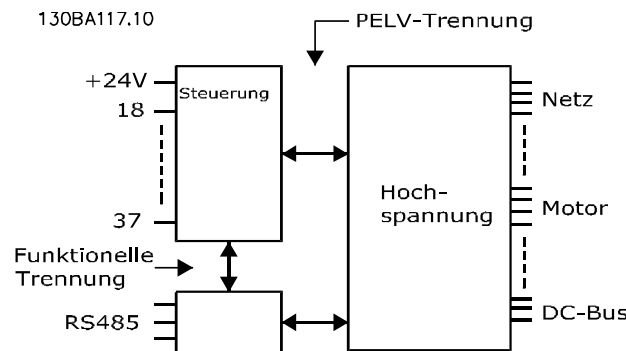 130BA117.10
PELV-Trennung
+24V
Steuerung
18
Netz
Hoch-
spannung
37
Motor
Funktionelle
Trennung
RS485
DC-Bus